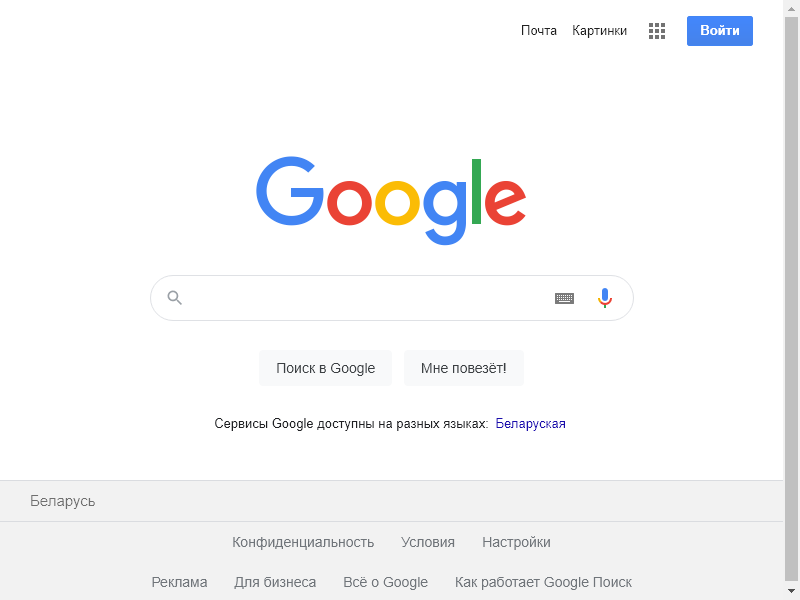 Почта Картинки Войти
Google
Поиск в Google Мне повезёт!
Сервисы Google доступны на разных языках: Беларуская
Беларусь
Конфиденциальность Условия Настройки
Реклама Для бизнеса Всё о Google Как работает Google Поиск